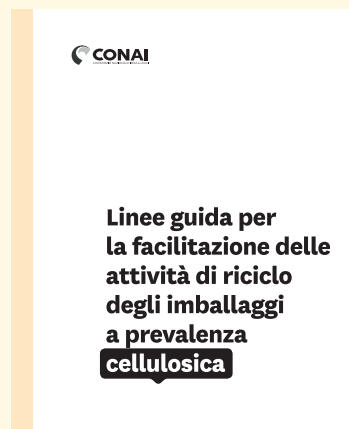 CONAI
Linee guida per
la facilitazione delle
attività di riciclo
degli imballaggi
a prevalenza
cellulosica